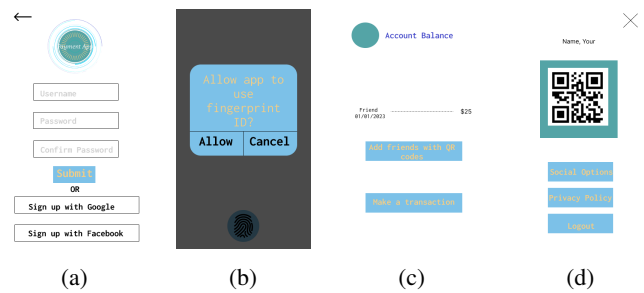 Payment App
Username
Password
Confirm Password
Submit
OR
Sign up with Google
Sign up with Facebook
(a)
Allow app to
use
fingerprint
ID?
Allow Cancel
(b)
Account Balance
Friend
01/01/2023
$25
Add Friends with QR
codes
Make a transaction
(c)
Name, Your
Social Options
Privacy Policy
Logout
(d)